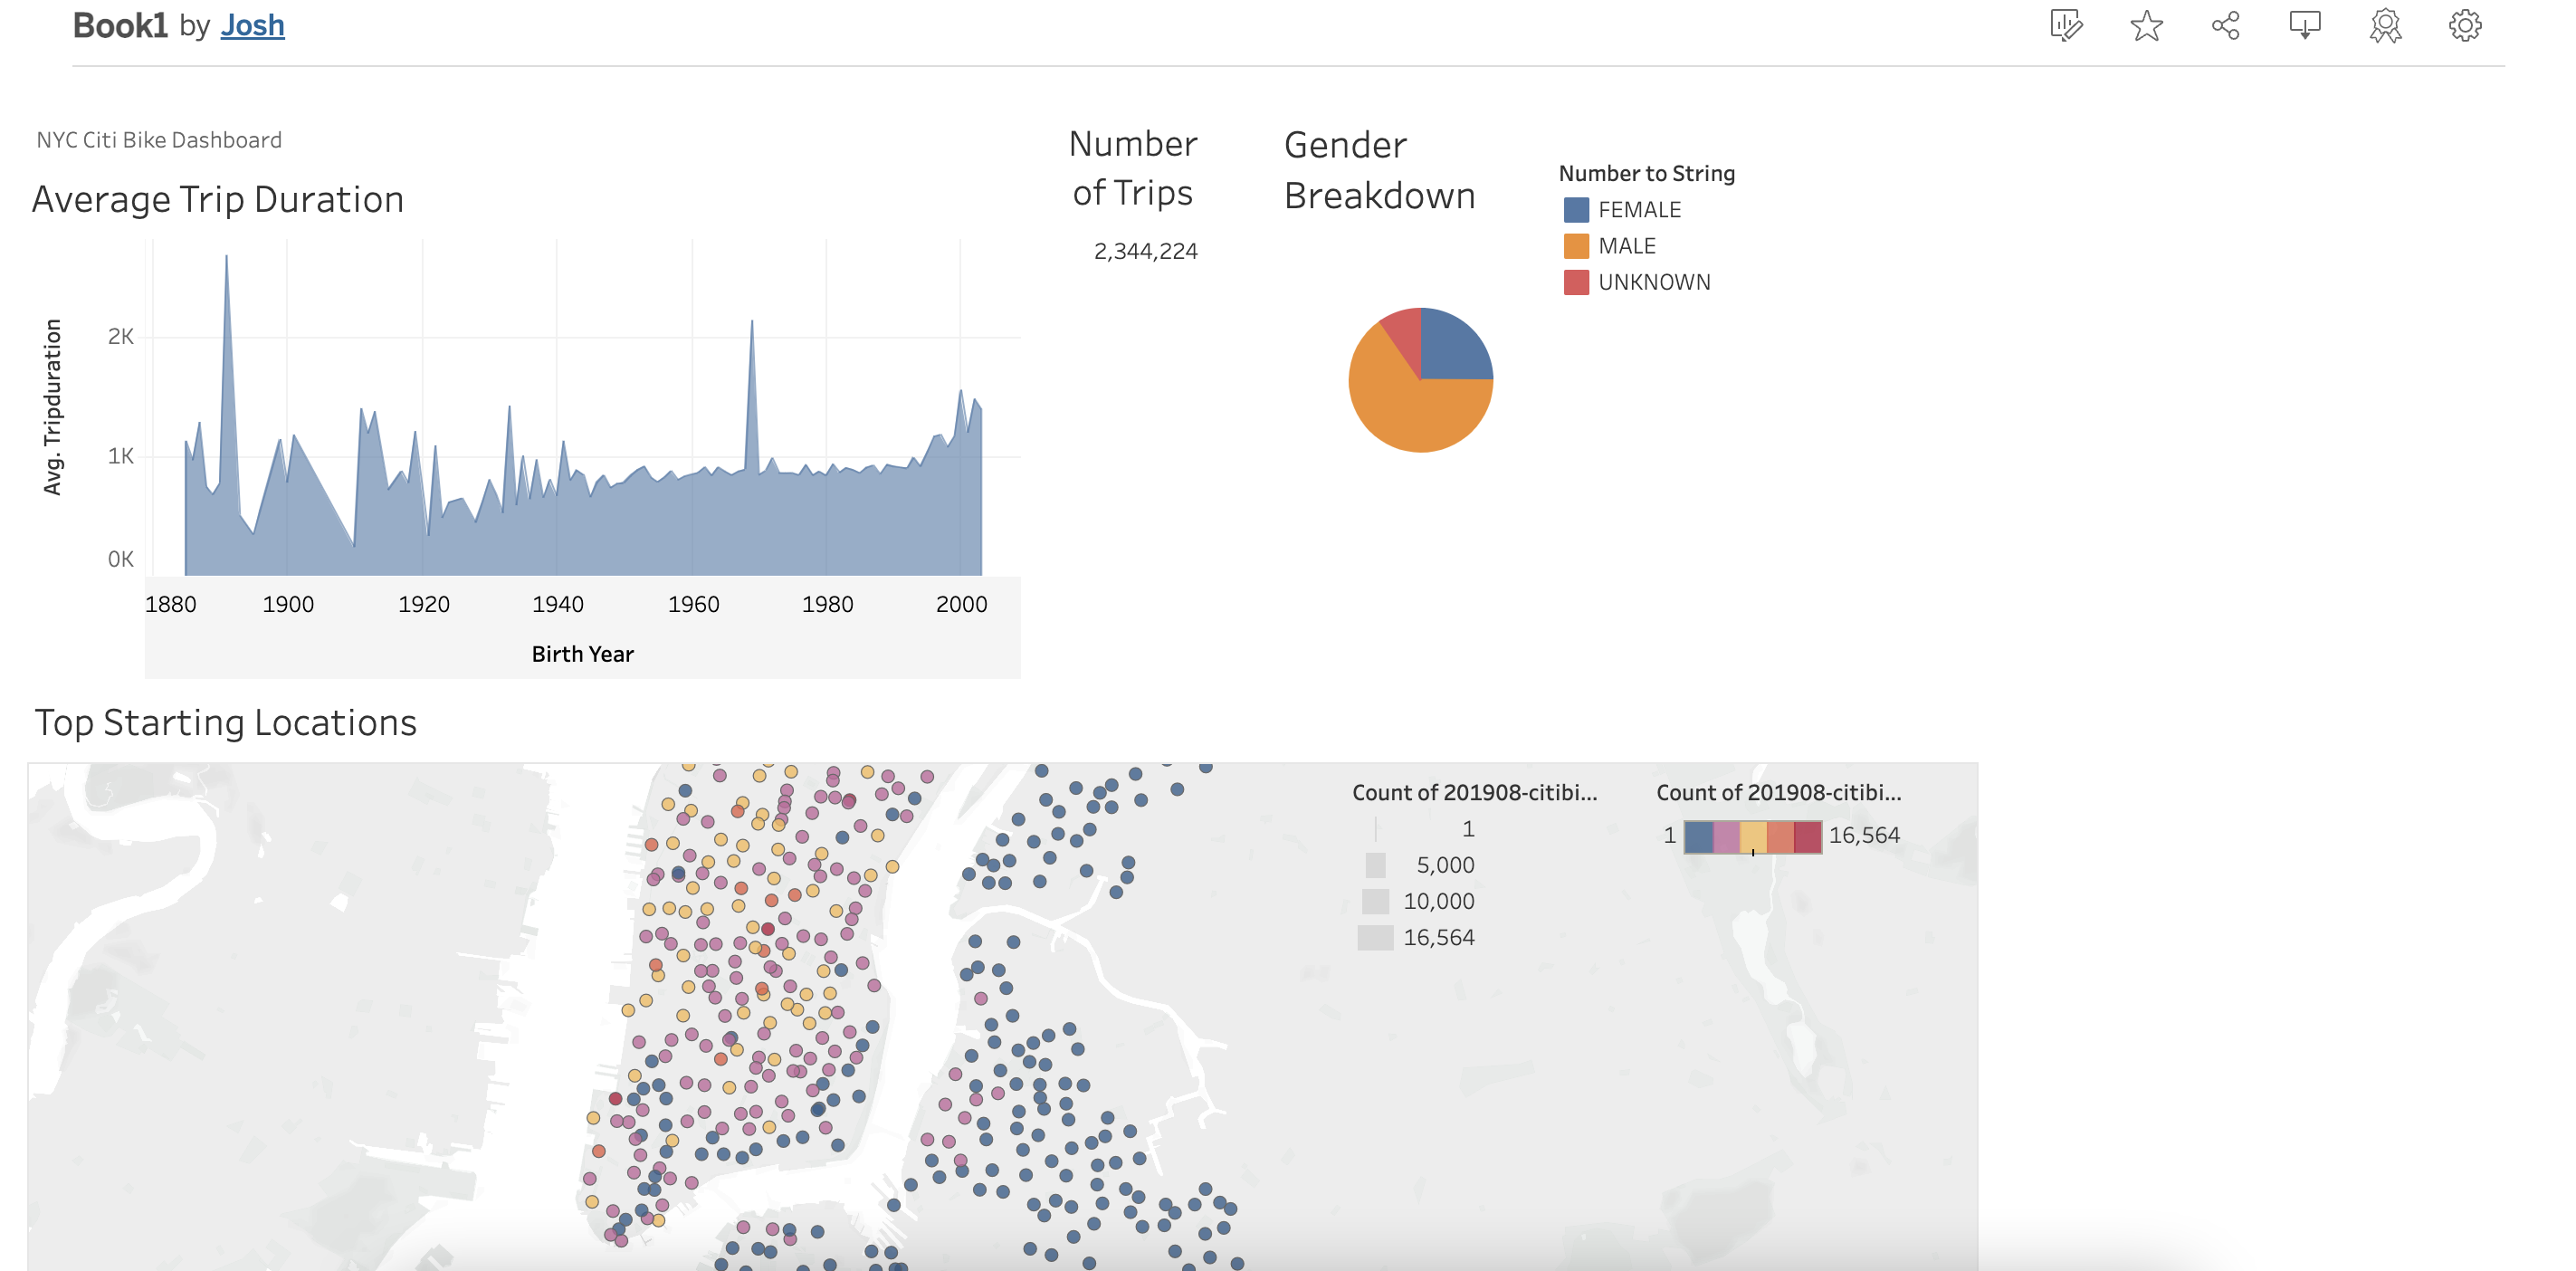 Book1 by Josh
NYC Citi Bike Dashboard
Average Trip Duration
Avg. Tripduration
2K
1K
0K
1880 1900 1920 1940 1960 1980 2000
Birth Year
Number
of Trips
2,344,224
Gender
Breakdown
Number to String
FEMALE
MALE
UNKNOWN
Top Starting Locations
Count of 201908-citibi...
1
5,000
10,000
16,564
Count of 201908-citibi...
1 16,564